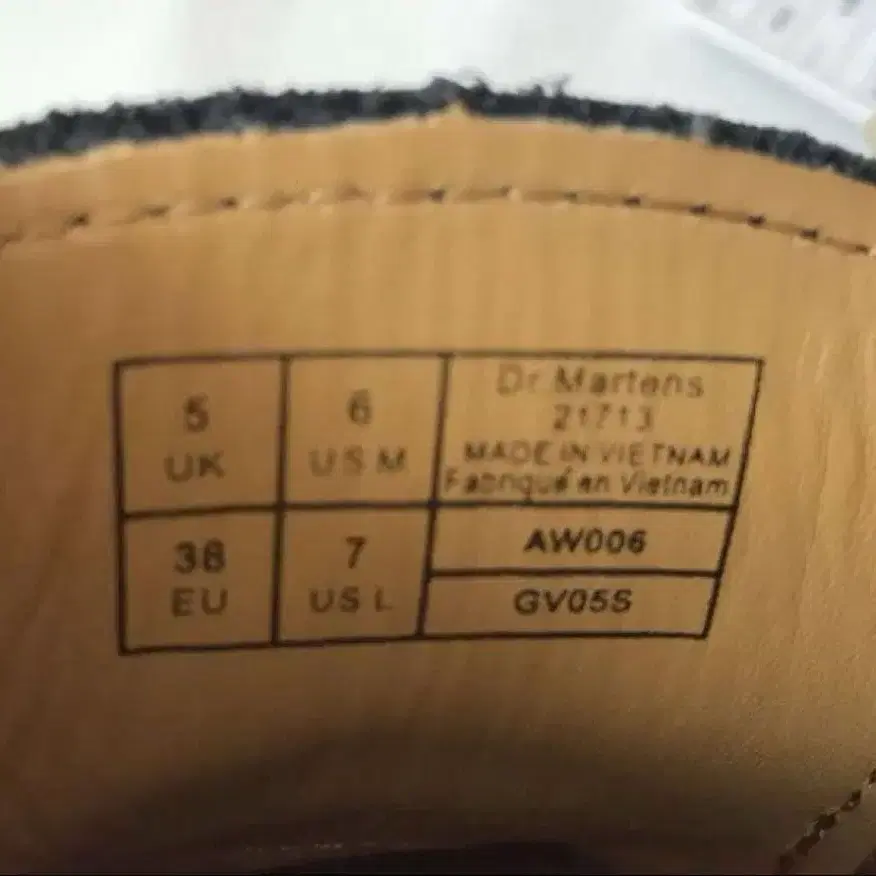 5
UK
6
US M
Dr. Martens
21713
MADE IN VIETNAM
Fabriqué en Vietnam
38
EU
7
US L
AW006
GV05S